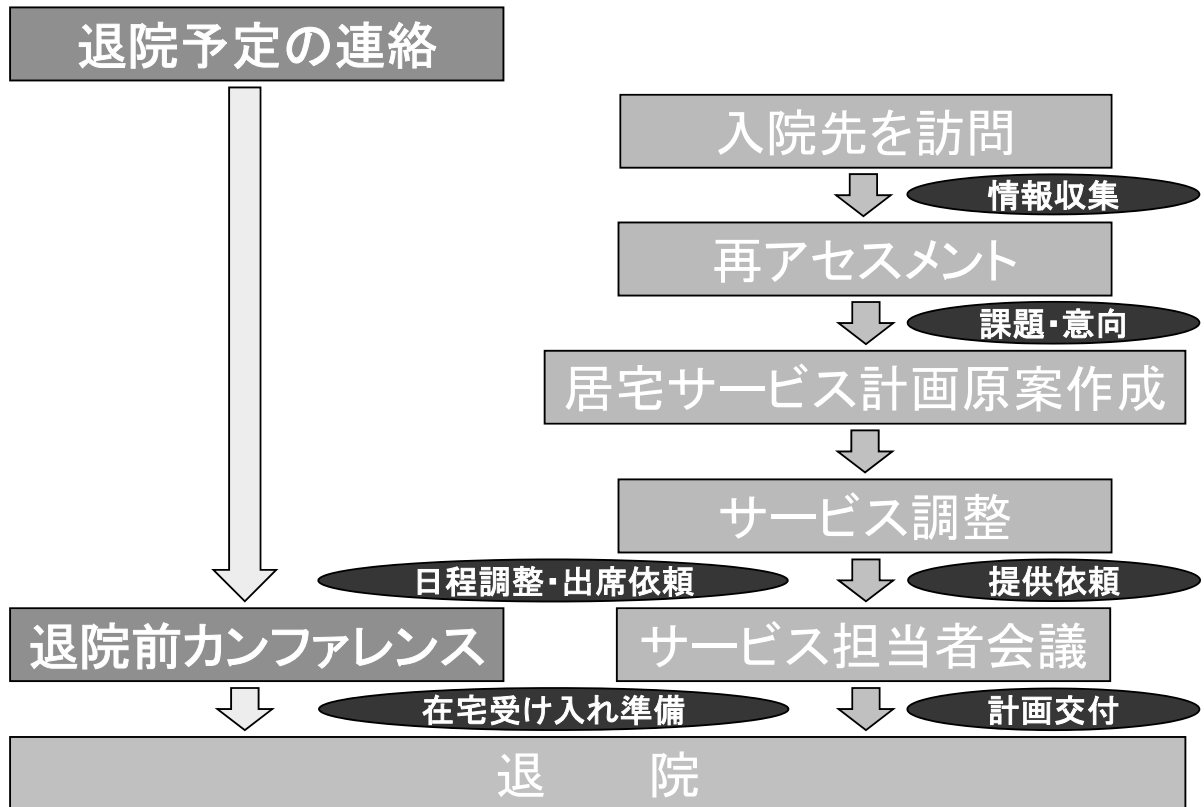 退院予定の連絡
入院先を訪問
情報収集
再アセスメント
課題・意向
居宅サービス計画原案作成
サービス調整
日程調整・出席依頼
提供依頼
退院前カンファレンス
サービス担当者会議
在宅受け入れ準備
計画交付
退　　院